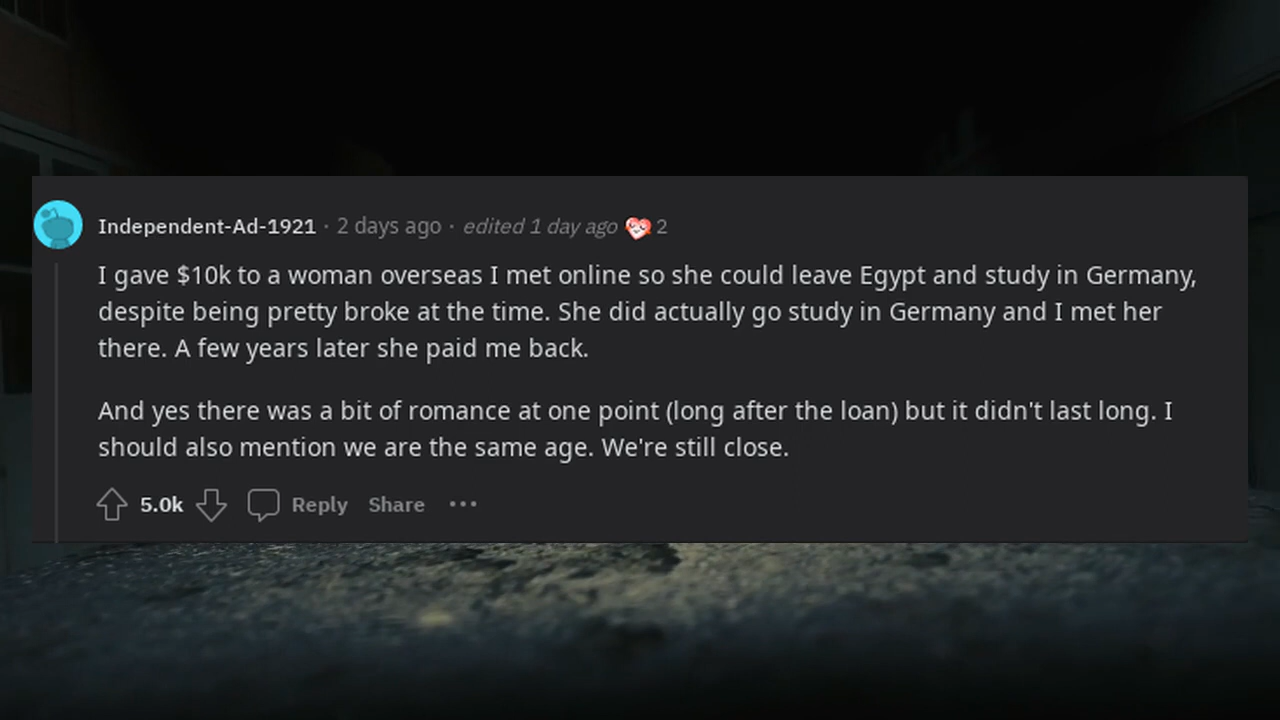 Independent-Ad-1921 · 2 days ago · edited 1 day ago 2
I gave $10k to a woman overseas I met online so she could leave Egypt and study in Germany,
despite being pretty broke at the time. She did actually go study in Germany and I met her
there. A few years later she paid me back.
And yes there was a bit of romance at one point (long after the loan) but it didn't last long. I
should also mention we are the same age. We're still close.
5.0k Reply Share ···